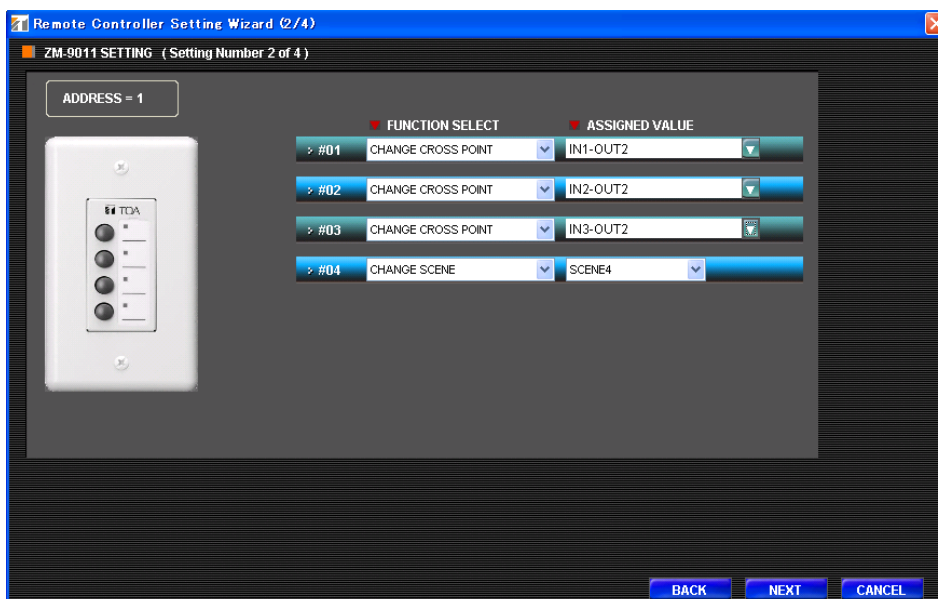 Remote Controller Setting Wizard (2/4)
ZM-9011 SETTING ( Setting Number 2 of 4 )
ADDRESS = 1
FUNCTION SELECT ASSIGNED VALUE
#01 CHANGE CROSS POINT IN1-OUT2
#02 CHANGE CROSS POINT IN2-OUT2
TOA
#03 CHANGE CROSS POINT IN3-OUT2
#04 CHANGE SCENE SCENE4
BACK NEXT CANCEL